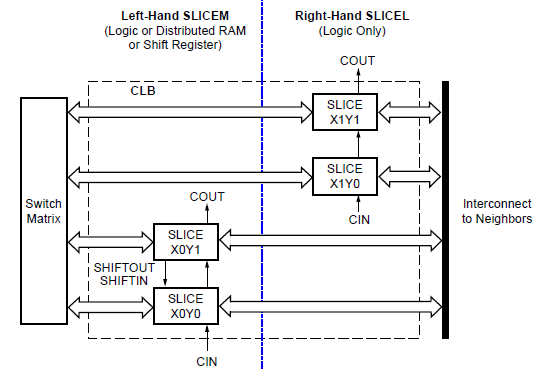 Left-Hand SLICEM
(Logic or Distributed RAM
or Shift Register)
Right-Hand SLICEL
(Logic Only)
COUT
CLB
SLICE
X1Y1
SLICE
X1Y0
Switch
Matrix
COUT
CIN
Interconnect
to Neighbors
SLICE
X0Y1
SHIFTOUT
SHIFTIN
SLICE
X0Y0
CIN